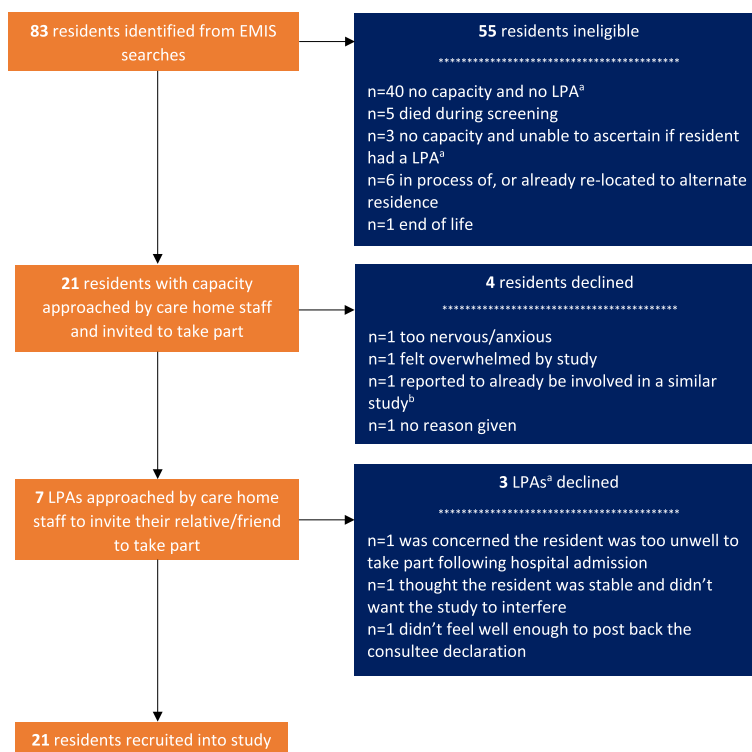 83 residents identified from EMIS
searches
55 residents ineligible
******************************************
n=40 no capacity and no LPAᵃ
n=5 died during screening
n=3 no capacity and unable to ascertain if resident
had a LPAᵃ
n=6 in process of, or already re-located to alternate
residence
n=1 end of life
21 residents with capacity
approached by care home staff
and invited to take part
4 residents declined
*****************************************
n=1 too nervous/anxious
n=1 felt overwhelmed by study
n=1 reported to already be involved in a similar
studyᵇ
n=1 no reason given
7 LPAs approached by care home
staff to invite their relative/friend
to take part
3 LPAsᵃ declined
******************************************
n=1 was concerned the resident was too unwell to
take part following hospital admission
n=1 thought the resident was stable and didn’t
want the study to interfere
n=1 didn’t feel well enough to post back the
consultee declaration
21 residents recruited into study